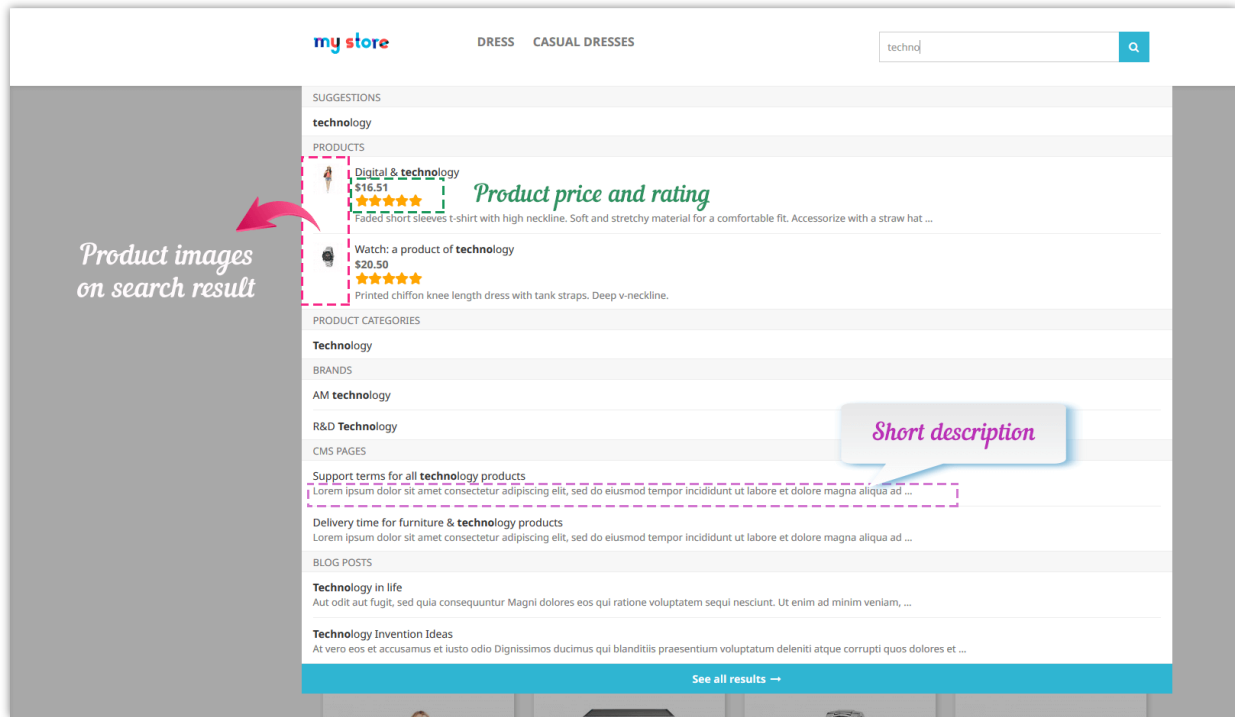 my store
DRESS
CASUAL DRESSES
techno
SUGGESTIONS
technology
PRODUCTS
Digital & technology
$16.51
Product price and rating
Faded short sleeves t-shirt with high neckline. Soft and stretchy material for a comfortable fit. Accessorize with a straw hat ...
Product images
on search result
Watch: a product of technology
$20.50
Printed chiffon knee length dress with tank straps. Deep v-neckline.
PRODUCT CATEGORIES
Technology
BRANDS
AM technology
R&D Technology
Short description
CMS PAGES
Support terms for all technology products
Lorem ipsum dolor sit amet consectetur adipiscing elit, sed do eiusmod tempor incididunt ut labore et dolore magna aliqua ad ...
Delivery time for furniture & technology products
Lorem ipsum dolor sit amet consectetur adipiscing elit, sed do eiusmod tempor incididunt ut labore et dolore magna aliqua ad ...
BLOG POSTS
Technology in life
Aut odit aut fugit, sed quia consequuntur Magni dolores eos qui ratione voluptatem sequi nesciunt. Ut enim ad minim veniam, ...
Technology Invention Ideas
At vero eos et accusamus et iusto odio Dignissimos ducimus qui blanditiis praesentium voluptatum deleniti atque corrupti quos dolores et ...
See all results →